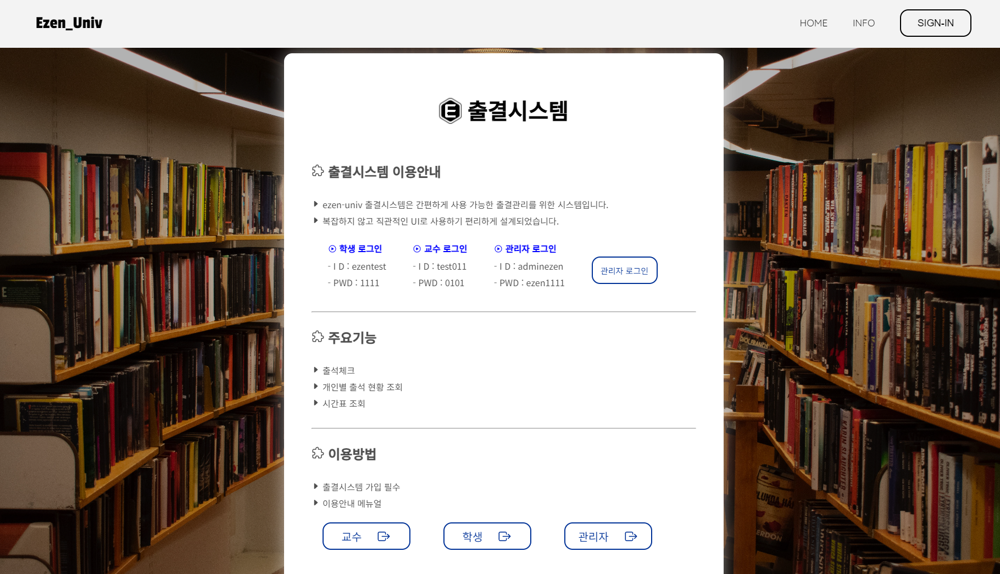 Ezen_Univ
HOME INFO SIGN-IN
출결시스템
출결시스템 이용안내
ezen-univ 출결시스템은 간편하게 사용 가능한 출결관리를 위한 시스템입니다.
복잡하지 않고 직관적인 UI로 사용하기 편리하게 설계되었습니다.
학생 로그인
- I D : ezentest
- PWD : 1111
교수 로그인
- I D : test011
- PWD : 0101
관리자 로그인
- I D : adminezen
- PWD : ezen1111
관리자 로그인
주요기능
출석체크
개인별 출석 현황 조회
시간표 조회
이용방법
출결시스템 가입 필수
이용안내 메뉴얼
교수
학생
관리자